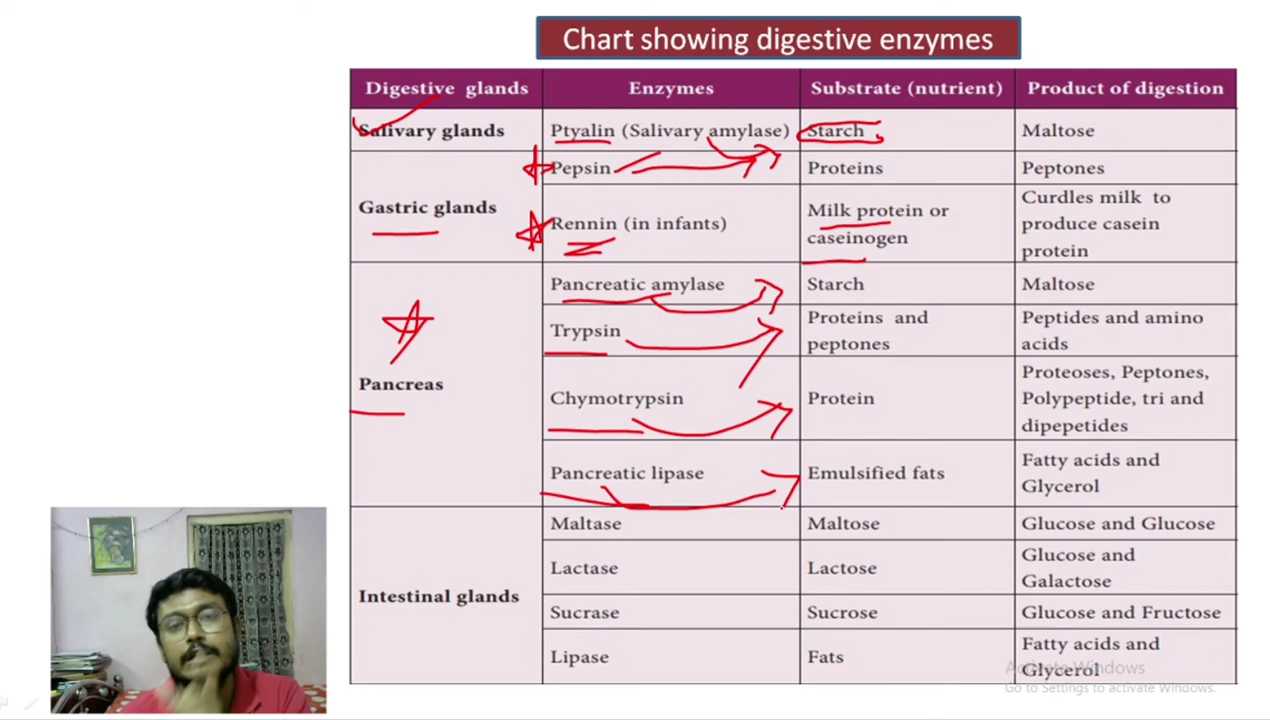 Chart showing digestive enzymes
Digestive glands Enzymes Substrate (nutrient) Product of digestion
Salivary glands Ptyalin (Salivary amylase) Starch Maltose
Gastric glands
Pepsin Proteins Peptones
Rennin (in infants)
Milk protein or
caseinogen
Curdles milk to
produce casein
protein
Pancreas
Pancreatic amylase Starch Maltose
Trypsin
Proteins and
peptones
Peptides and amino
acids
Chymotrypsin Protein
Proteoses, Peptones,
Polypeptide, tri and
dipepetides
Pancreatic lipase Emulsified fats
Fatty acids and
Glycerol
Intestinal glands
Maltase Maltose Glucose and Glucose
Lactase Lactose
Glucose and
Galactose
Sucrase Sucrose Glucose and Fructose
Lipase Fats
Fatty acids and
Glycerol
Activate Windows
Go to Settings to activate Windows.